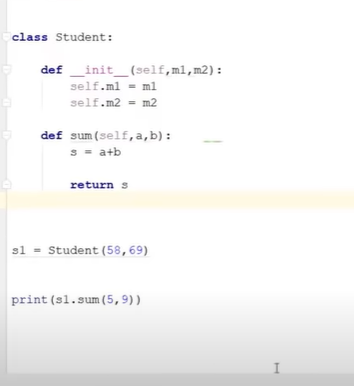 class Student:
def __init__(self,m1,m2):
self.m1 = m1
self.m2 = m2
def sum(self,a,b):
s = a+b
return s
s1 = Student(58,69)
print(s1.sum(5,9))